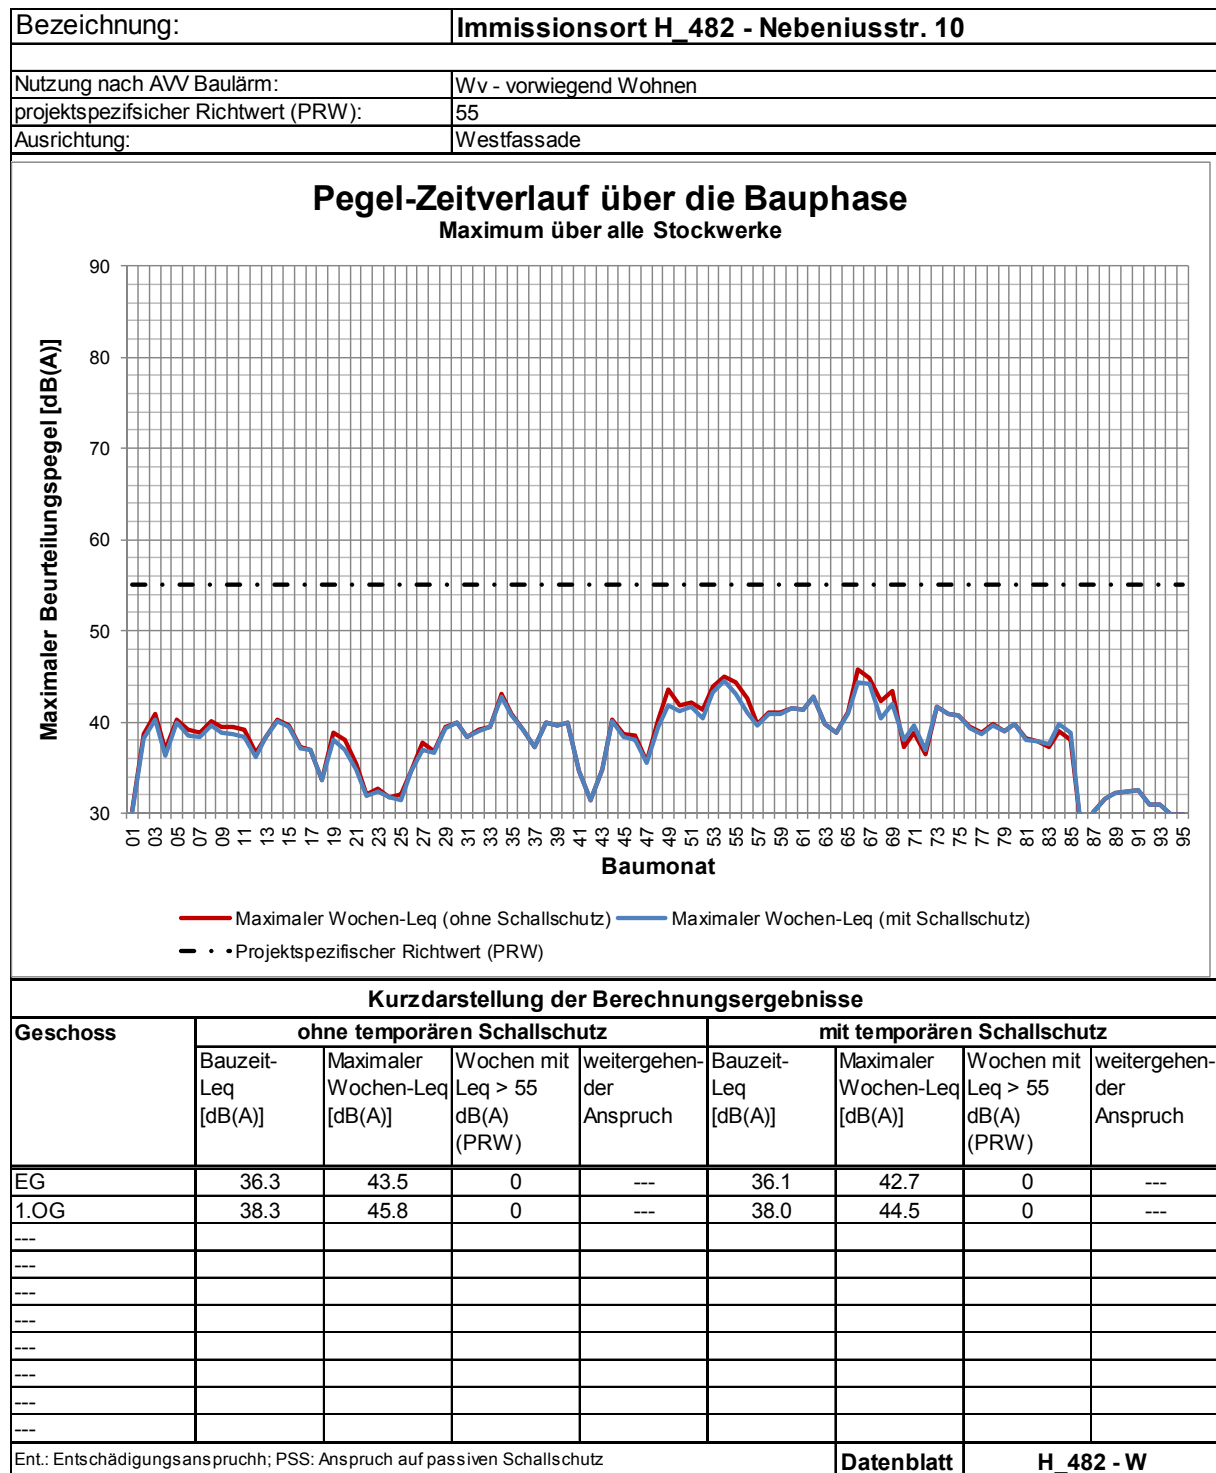 Bezeichnung: Immissionsort H_482 - Nebeniusstr. 10
Nutzung nach AVV Baulärm: Wv - vorwiegend Wohnen
projektspezifsicher Richtwert (PRW): 55
Ausrichtung: Westfassade
Pegel-Zeitverlauf über die Bauphase
Maximum über alle Stockwerke
Maximaler Beurteilungspegel [dB(A)]
90
80
70
60
50
40
30
01 03 05 07 09 11 13 15 17 19 21 23 25 27 29 31 33 35 37 39 41 43 45 47 49 51 53 55 57 59 61 63 65 67 69 71 73 75 77 79 81 83 85 87 89 91 93 95
Baumonat
Maximaler Wochen-Leq (ohne Schallschutz) Maximaler Wochen-Leq (mit Schallschutz)
Projektspezifischer Richtwert (PRW)
Kurzdarstellung der Berechnungsergebnisse
Geschoss ohne temporären Schallschutz mit temporären Schallschutz
Bauzeit- Maximaler Wochen mit weitergehen- Bauzeit- Maximaler Wochen mit weitergehen-
Leq Wochen-Leq Leq > 55 der Leq Wochen-Leq Leq > 55 der
[dB(A)] [dB(A)] dB(A) Anspruch [dB(A)] [dB(A)] dB(A) Anspruch
(PRW) (PRW)
EG 36.3 43.5 0 --- 36.1 42.7 0 ---
1.OG 38.3 45.8 0 --- 38.0 44.5 0 ---
---
---
---
---
---
---
---
---
Ent.: Entschädigungsanspruchh; PSS: Anspruch auf passiven Schallschutz Datenblatt H_482 - W